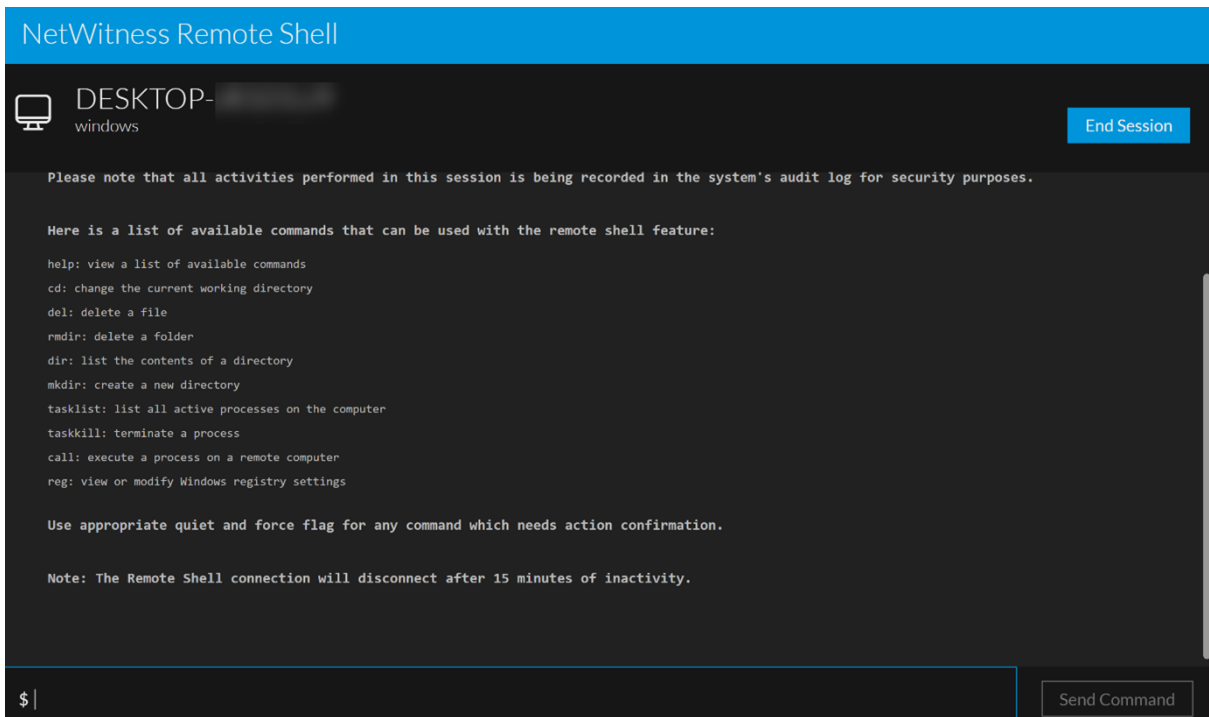 NetWitness Remote Shell
DESKTOP-
windows
End Session
Please note that all activities performed in this session is being recorded in the system's audit log for security purposes.
Here is a list of available commands that can be used with the remote shell feature:
help: view a list of available commands
cd: change the current working directory
del: delete a file
rmdir: delete a folder
dir: list the contents of a directory
mkdir: create a new directory
tasklist: list all active processes on the computer
taskkill: terminate a process
call: execute a process on a remote computer
reg: view or modify Windows registry settings
Use appropriate quiet and force flag for any command which needs action confirmation.
Note: The Remote Shell connection will disconnect after 15 minutes of inactivity.
$
Send Command